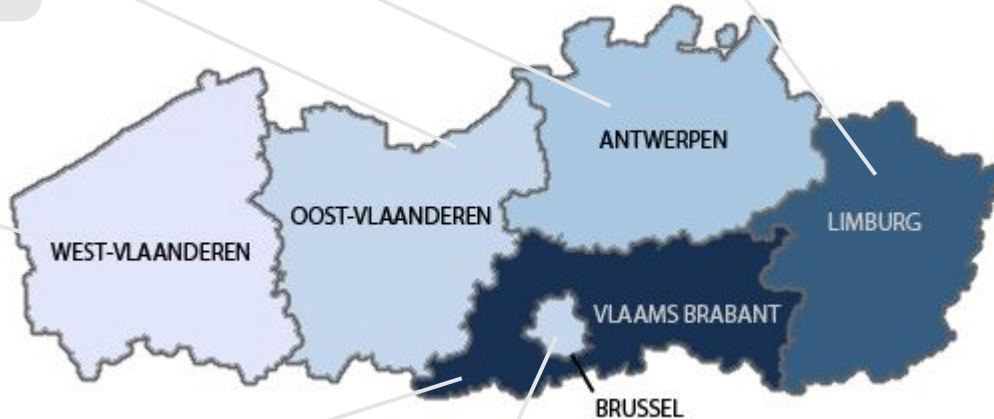 ANTWERPEN
OOST-VLAANDEREN
LIMBURG
WEST-VLAANDEREN
VLAAMS BRABANT
BRUSSEL